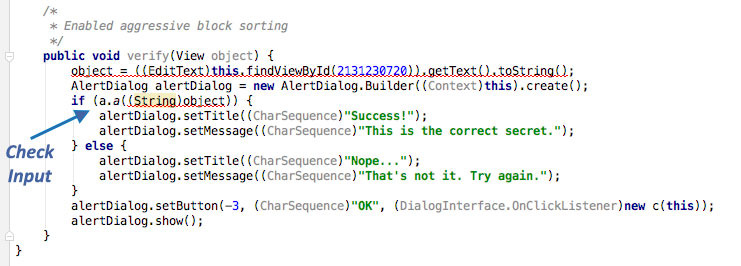 /*
 * Enabled aggressive block sorting
 */
public void verify(View object) {
    object = ((EditText)this.findViewById(2131230720)).getText().toString();
    AlertDialog alertDialog = new AlertDialog.Builder((Context)this).create();
    if (a.a((String)object)) {
        alertDialog.setTitle((CharSequence)"Success!");
        alertDialog.setMessage((CharSequence)"This is the correct secret.");
    } else {
        alertDialog.setTitle((CharSequence)"Nope...");
        alertDialog.setMessage((CharSequence)"That's not it. Try again.");
    }
    alertDialog.setButton(-3, (CharSequence)"OK", (DialogInterface.OnClickListener)new c(this));
    alertDialog.show();
}
}
Check
Input